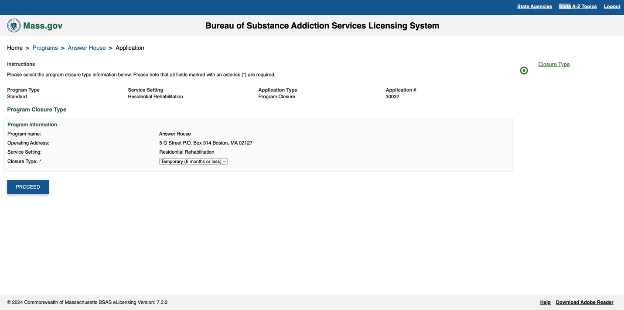 State Agencies State A-Z Topics Logout
Mass.gov
Bureau of Substance Addiction Services Licensing System
Home > Programs > Answer House > Application
Instructions
Please select the program closure type information below. Please note that all fields marked with an asterisk (*) are required.
Closure Type
Program Type Service Setting Application Type Application #
Standard Residential Rehabilitation Program Closure 30032
Program Closure Type
Program Information
Program name: Answer House
Operating Address: 5 G Street P.O. Box 314 Boston, MA 02127
Service Setting: Residential Rehabilitation
Closure Type: * Temporary (6 months or less)
PROCEED
© 2024 Commonwealth of Massachusetts BSAS eLicensing Version: 7.3.2
Help Download Adobe Reader